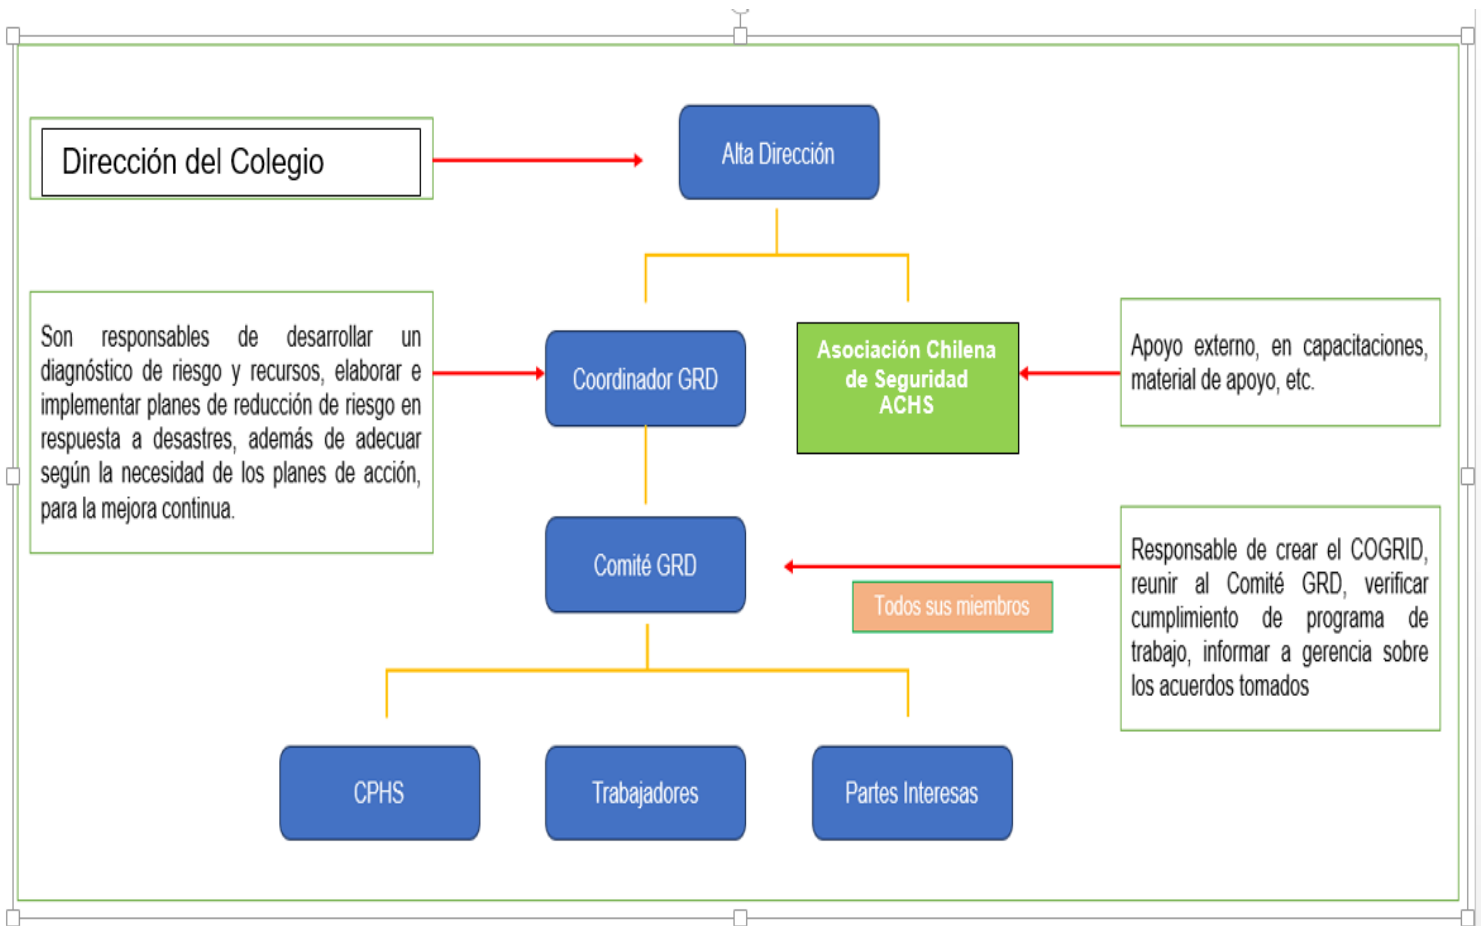 Dirección del Colegio
Alta Dirección
Son responsables de desarrollar un
diagnóstico de riesgo y recursos, elaborar e
implementar planes de reducción de riesgo en
respuesta a desastres, además de adecuar
según la necesidad de los planes de acción,
para la mejora continua.
Coordinador GRD
Asociación Chilena
de Seguridad
ACHS
Apoyo externo, en capacitaciones,
material de apoyo, etc.
Comité GRD
Todos sus miembros
Responsable de crear el COGRID,
reunir al Comité GRD, verificar
cumplimiento de programa de
trabajo, informar a gerencia sobre
los acuerdos tomados
CPHS
Trabajadores
Partes Interesas